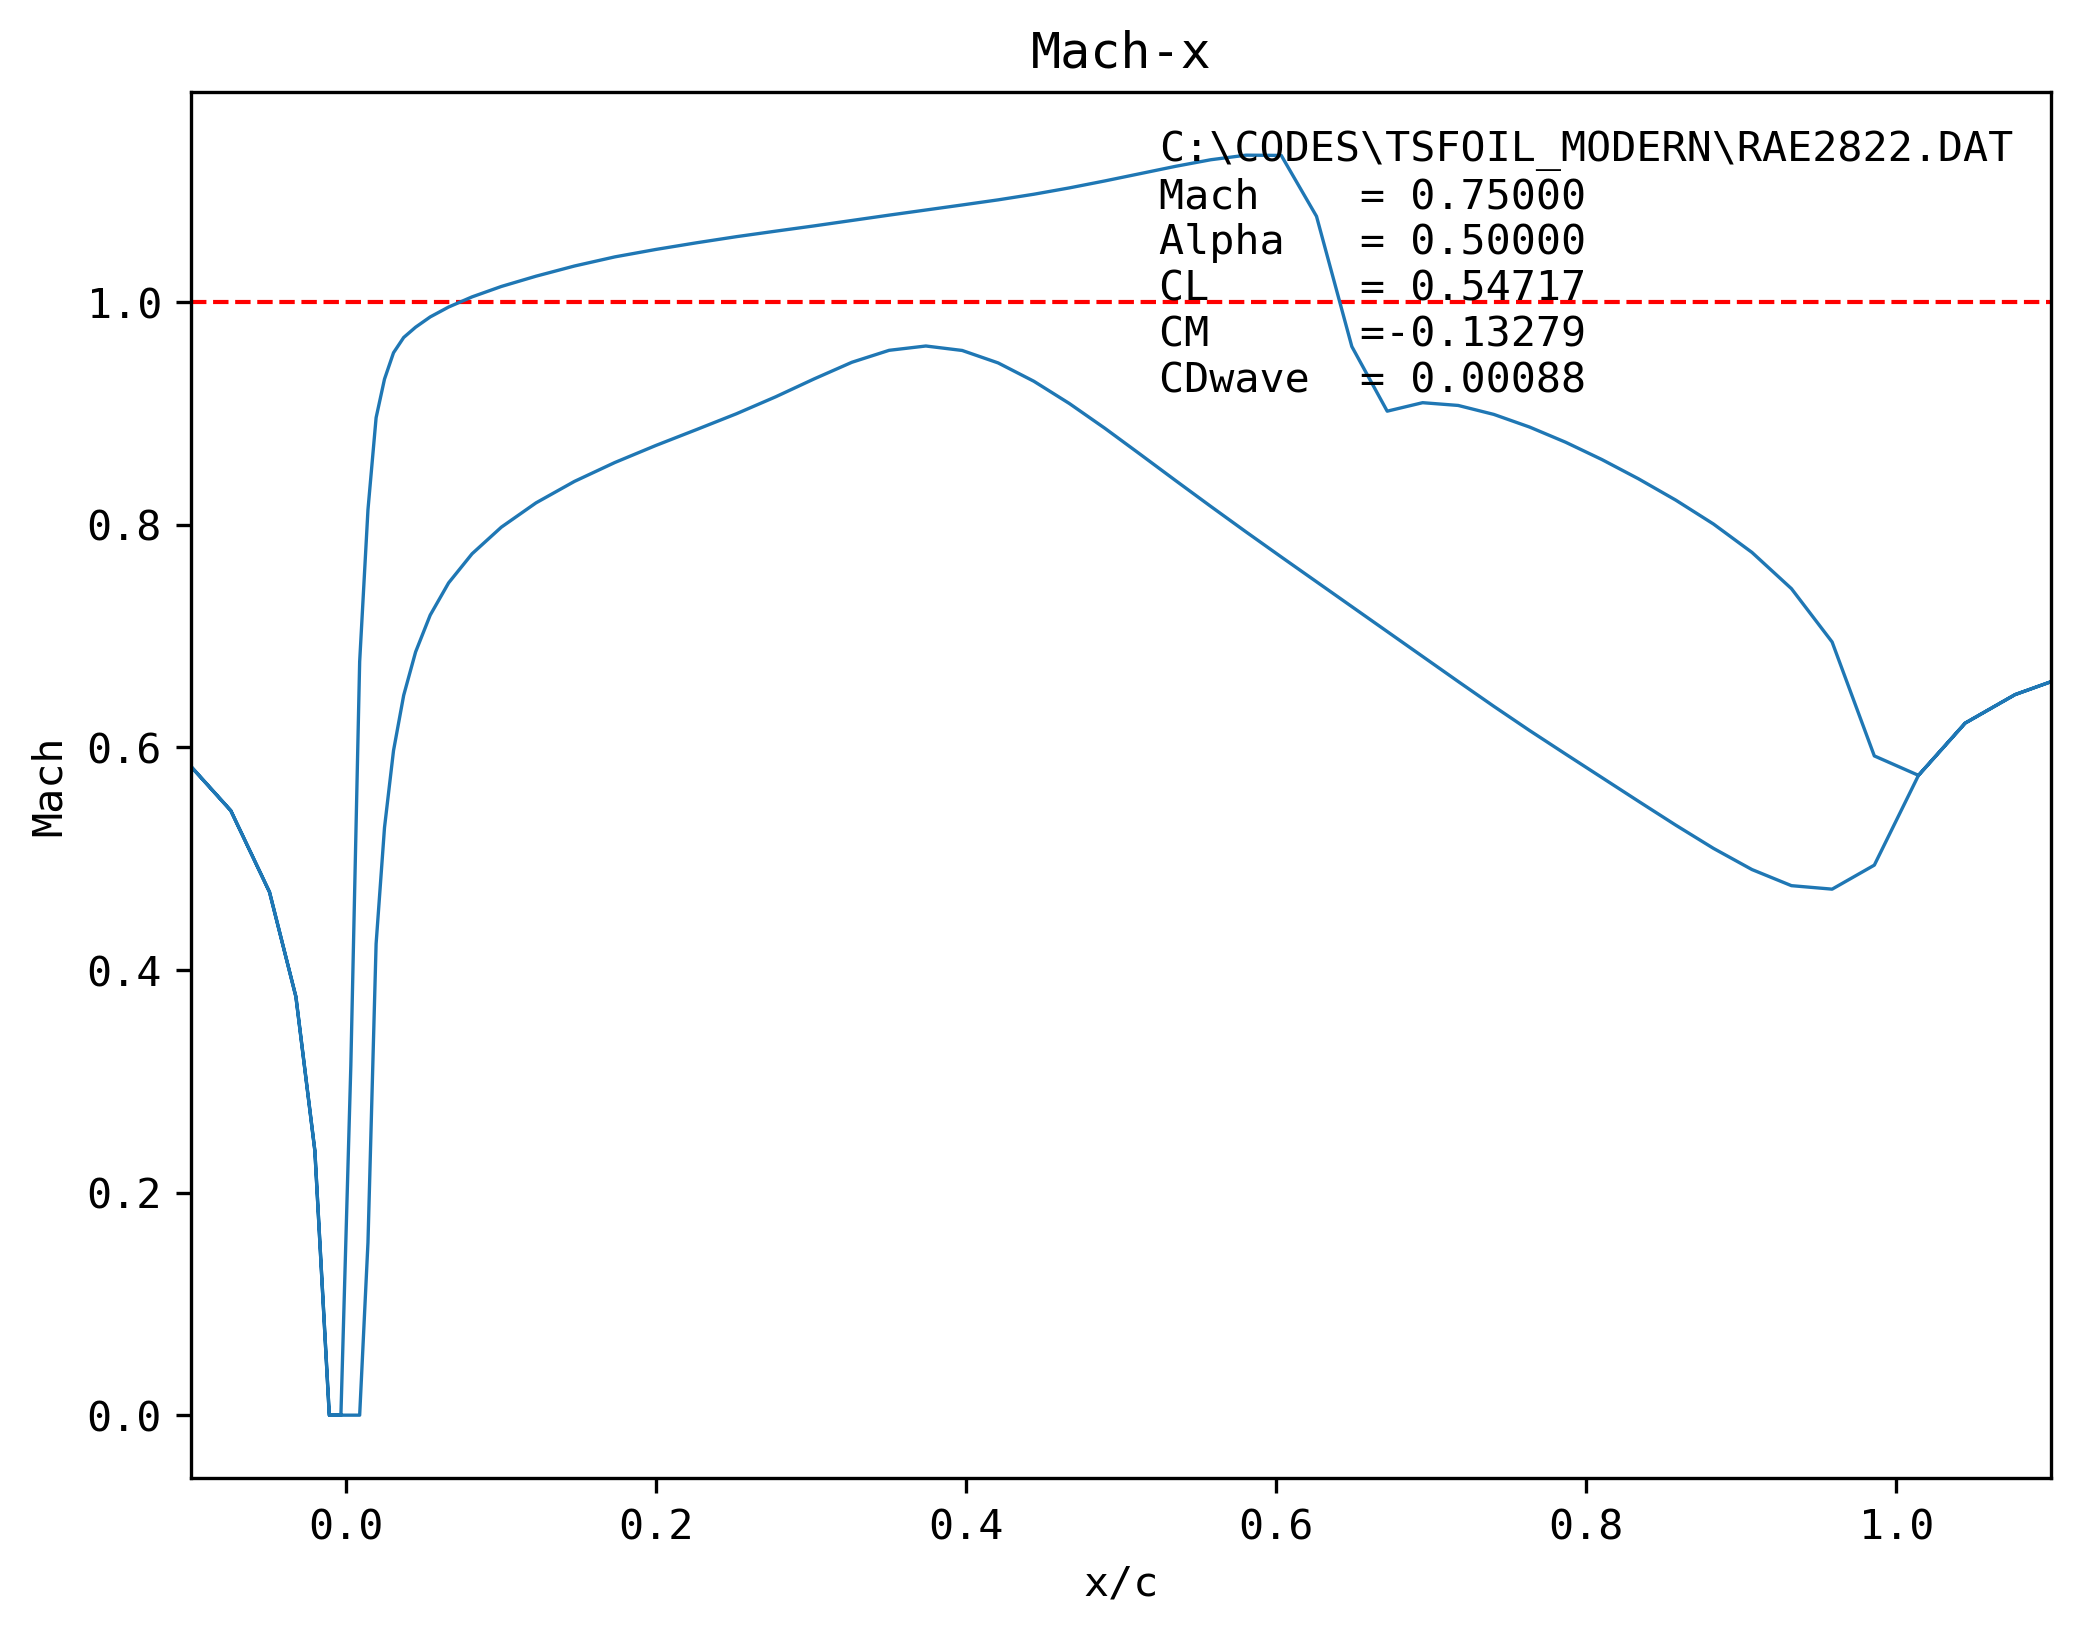 Mach-x
C:\CODES\TSFOIL_MODERN\RAE2822.DAT
Mach    = 0.75000
Alpha   = 0.50000
CL      = 0.54717
CM      =-0.13279
CDwave  = 0.00088
1.0
0.8
0.6
0.4
0.2
0.0
Mach
0.0 0.2 0.4 0.6 0.8 1.0
x/c